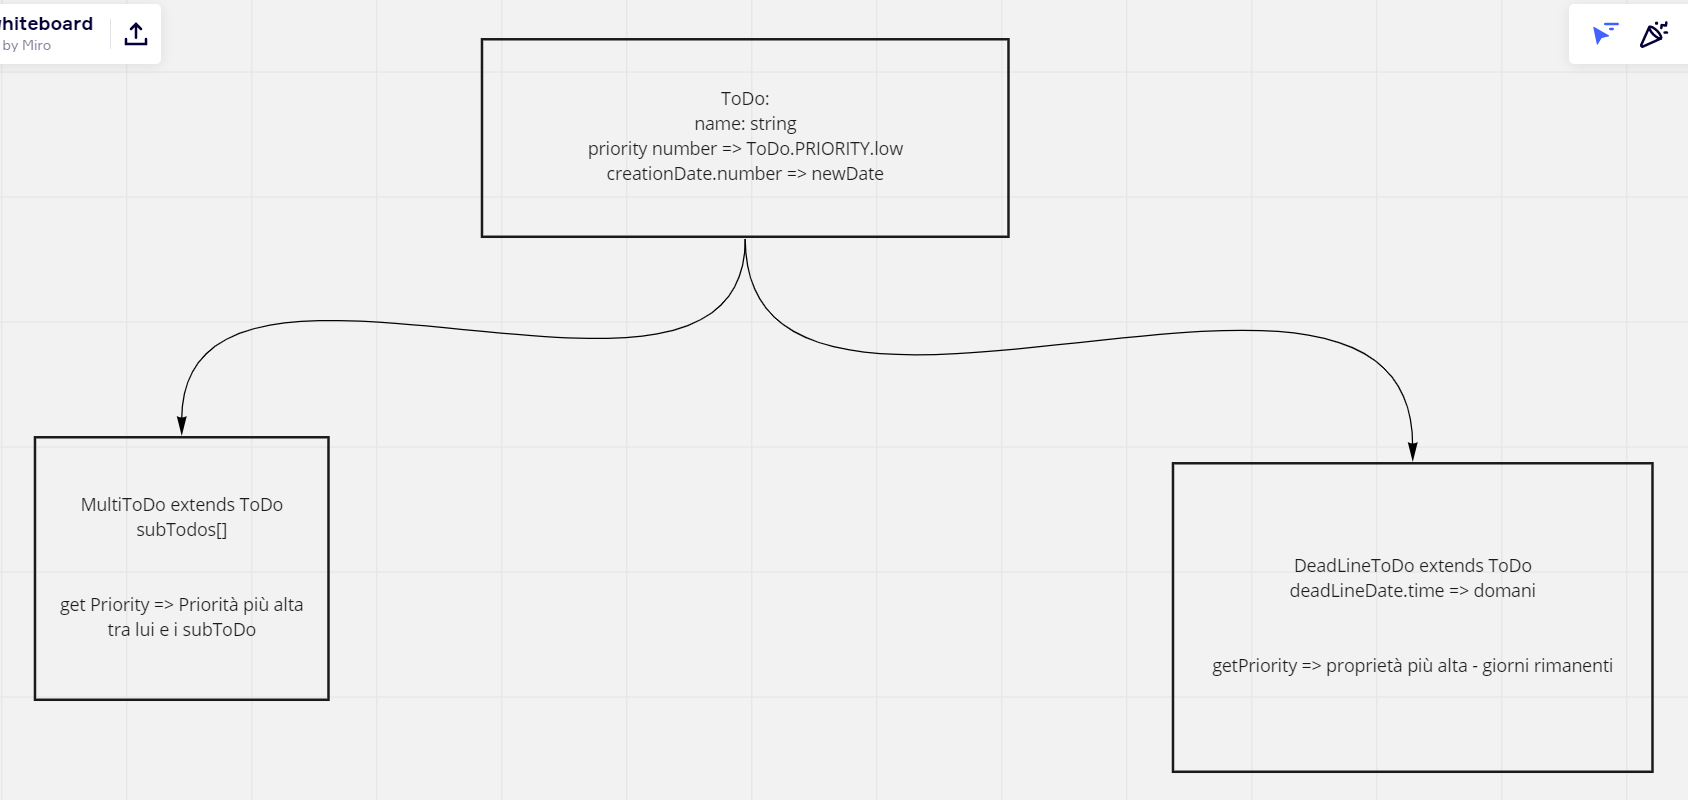 whiteboard
by Miro
ToDo:
name: string
priority number => ToDo.PRIORITY.low
creationDate.number => newDate
MultiToDo extends ToDo
subTodos[]
get Priority => Priorità più alta
tra lui e i subToDo
DeadLineToDo extends ToDo
deadLineDate.time => domani
getPriority => proprietà più alta - giorni rimanenti